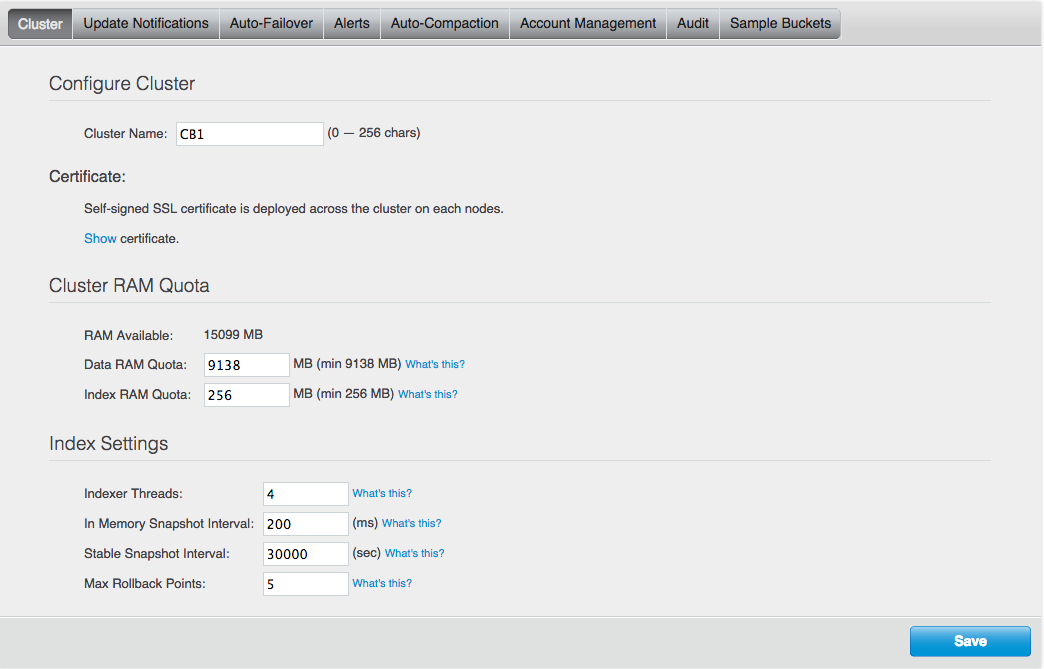 Cluster Update Notifications Auto-Failover Alerts Auto-Compaction Account Management Audit Sample Buckets
Configure Cluster
Cluster Name: CB1 (0 — 256 chars)
Certificate:
Self-signed SSL certificate is deployed across the cluster on each nodes.
Show certificate.
Cluster RAM Quota
RAM Available: 15099 MB
Data RAM Quota: 9138 MB (min 9138 MB) What's this?
Index RAM Quota: 256 MB (min 256 MB) What's this?
Index Settings
Indexer Threads: 4 What's this?
In Memory Snapshot Interval: 200 (ms) What's this?
Stable Snapshot Interval: 30000 (sec) What's this?
Max Rollback Points: 5 What's this?
Save